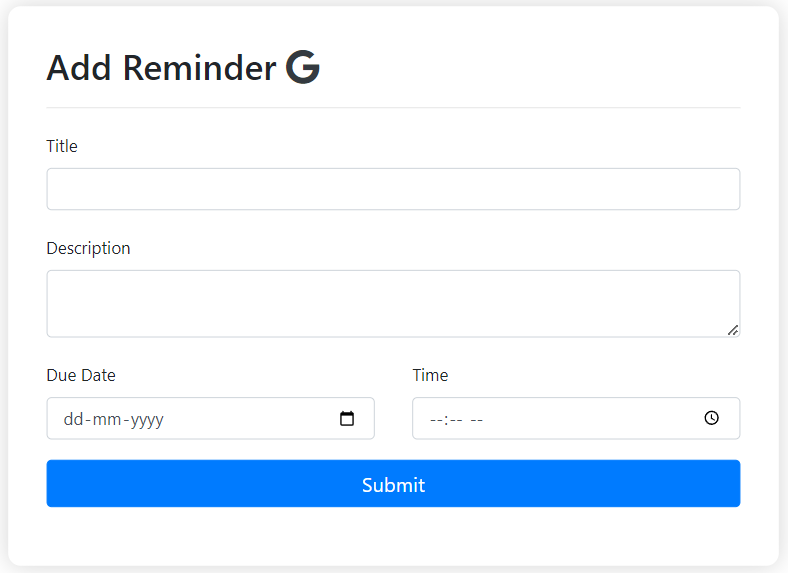 Add Reminder G
Title
Description
Due Date Time
dd-mm-yyyy --:-- --
Submit